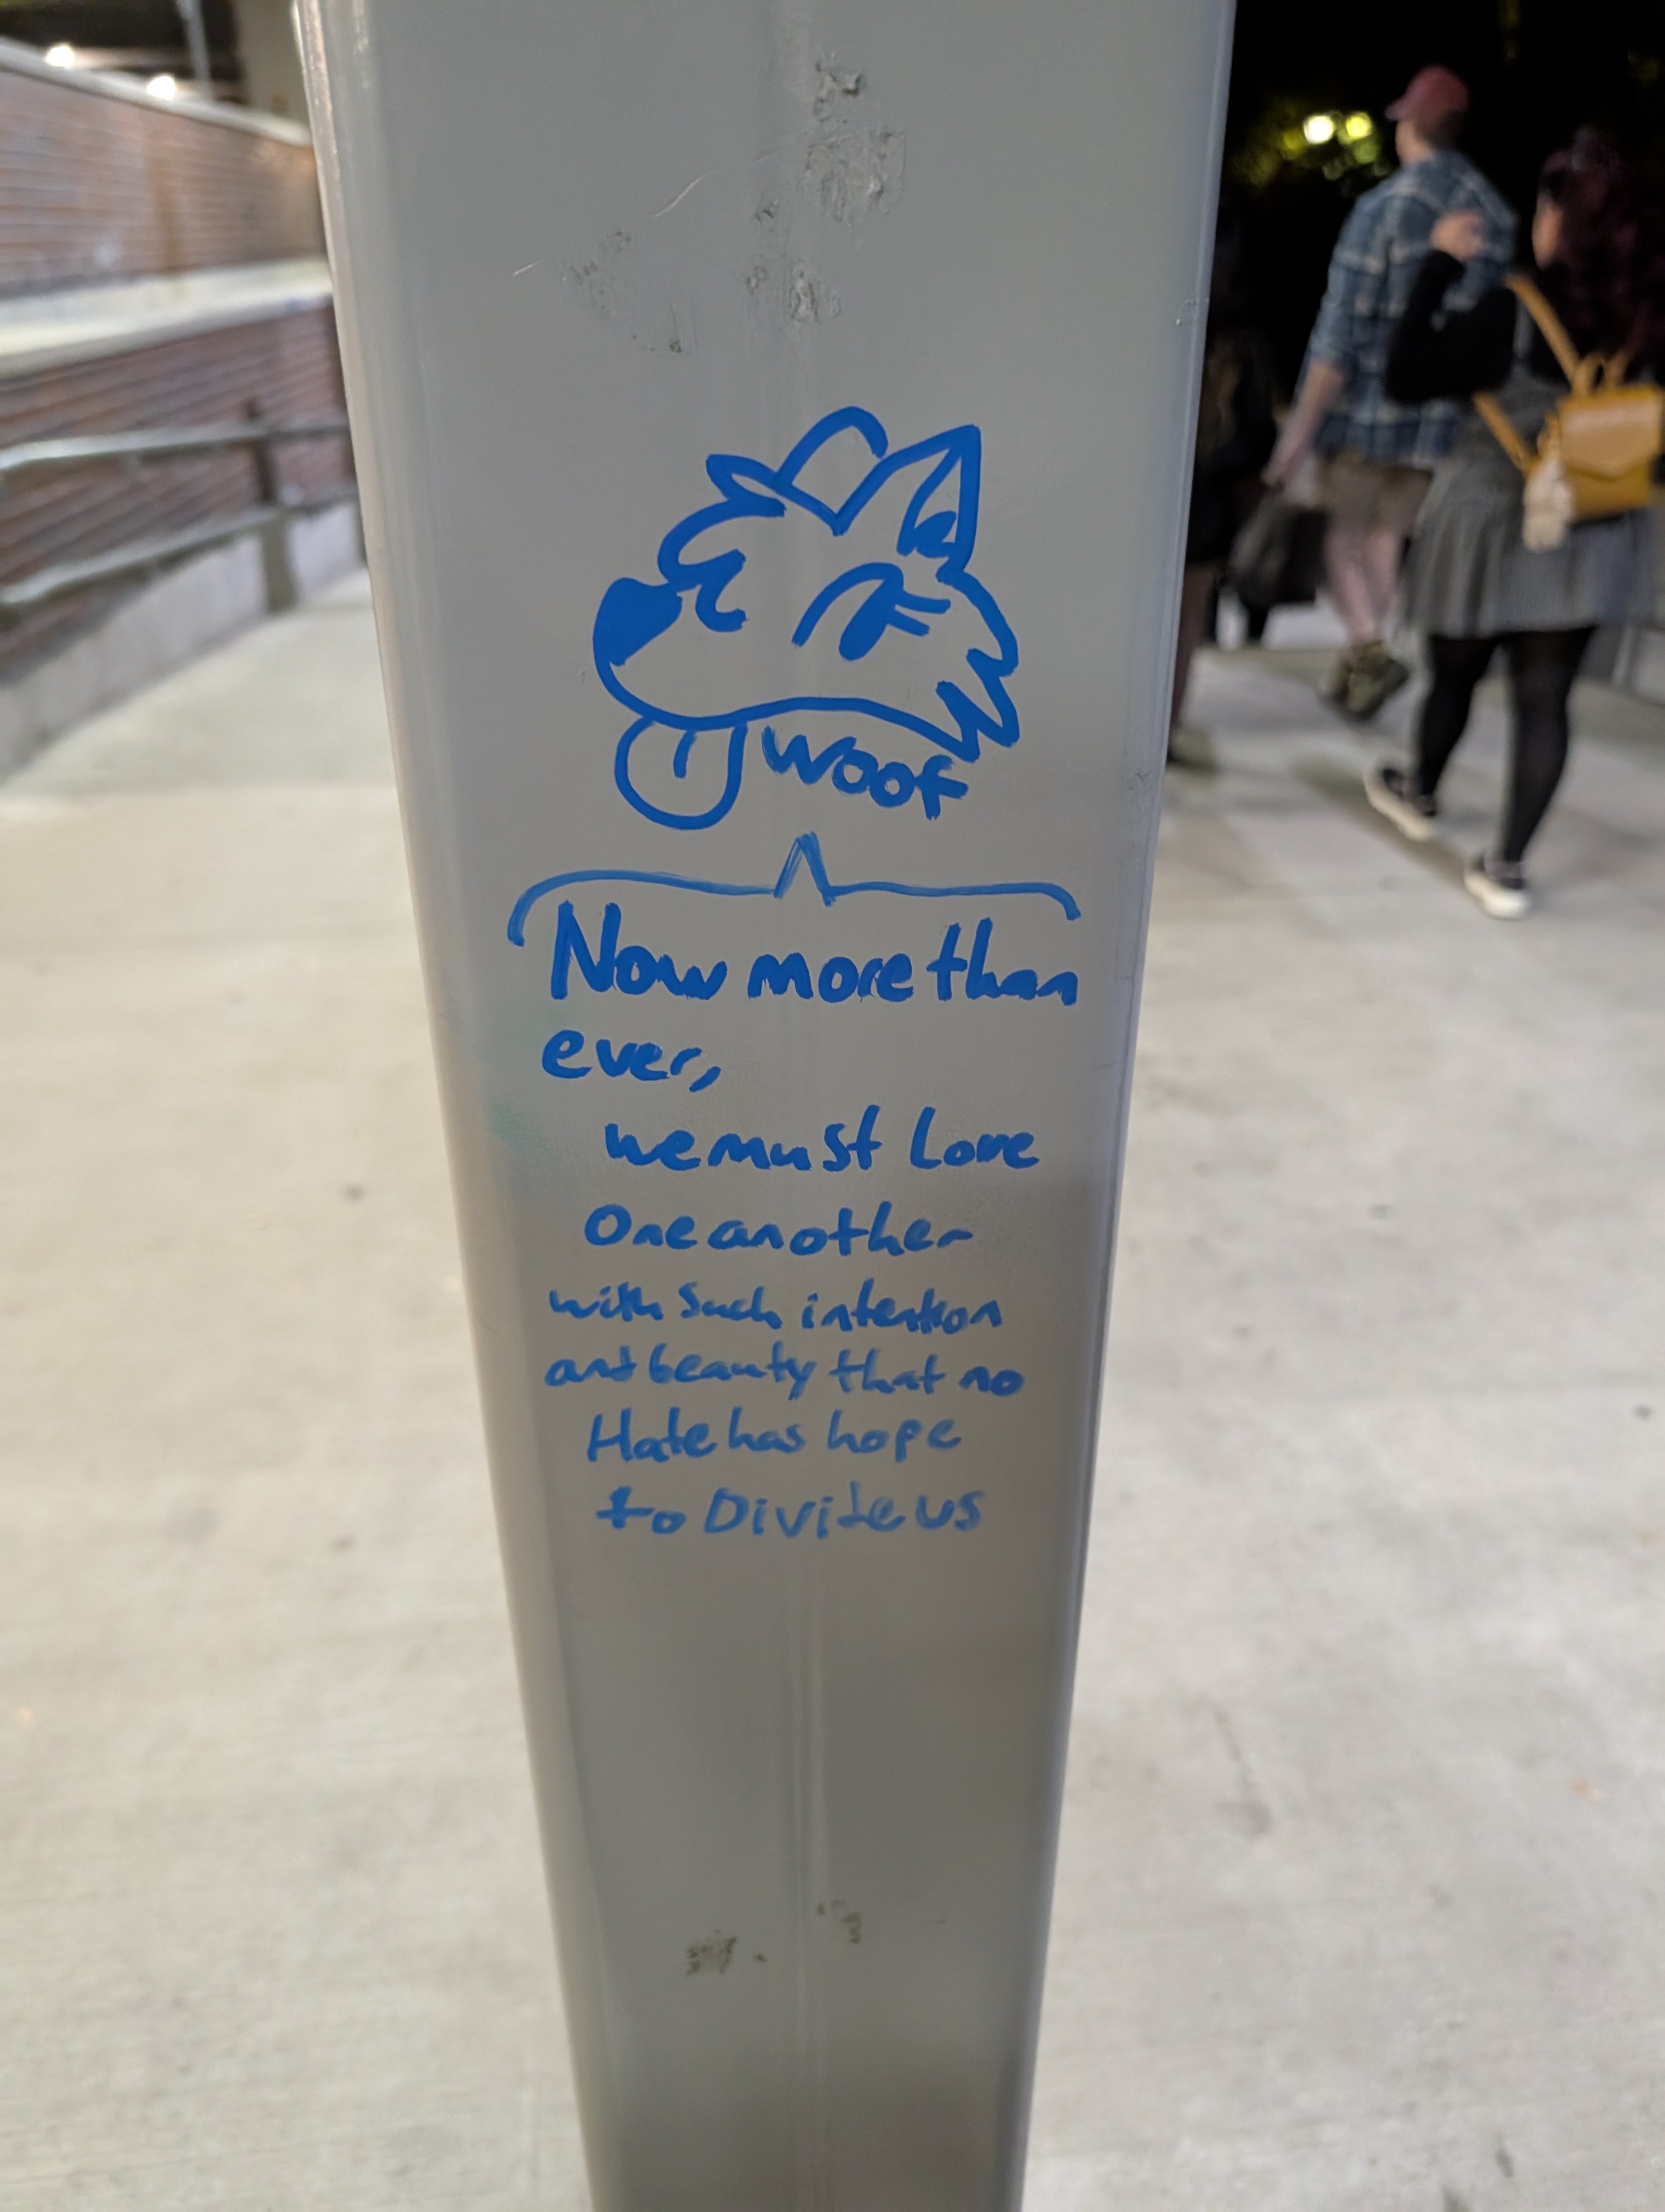 woof
Now more than
ever,
we must Love
One another
with Such intention
and beauty that no
Hate has hope
to Divide us